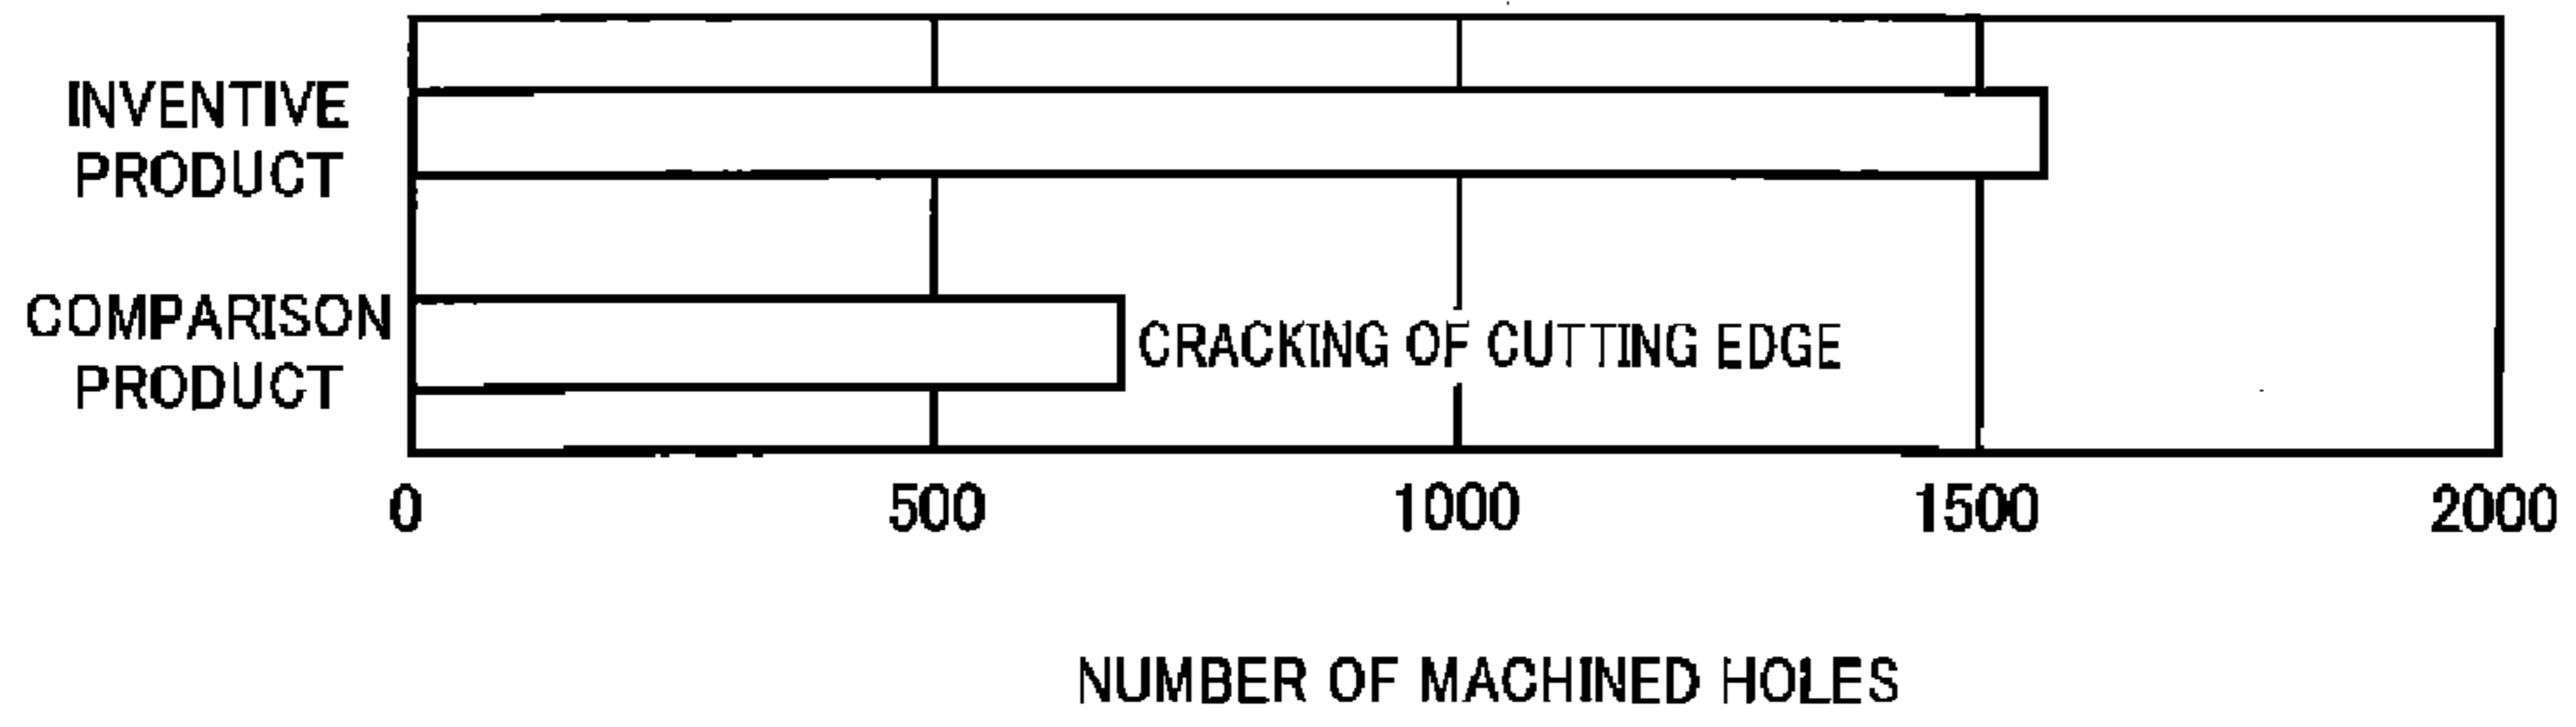 INVENTIVE
PRODUCT
COMPARISON
PRODUCT
CRACKING OF CUTTING EDGE
0 500 1000 1500 2000
NUMBER OF MACHINED HOLES